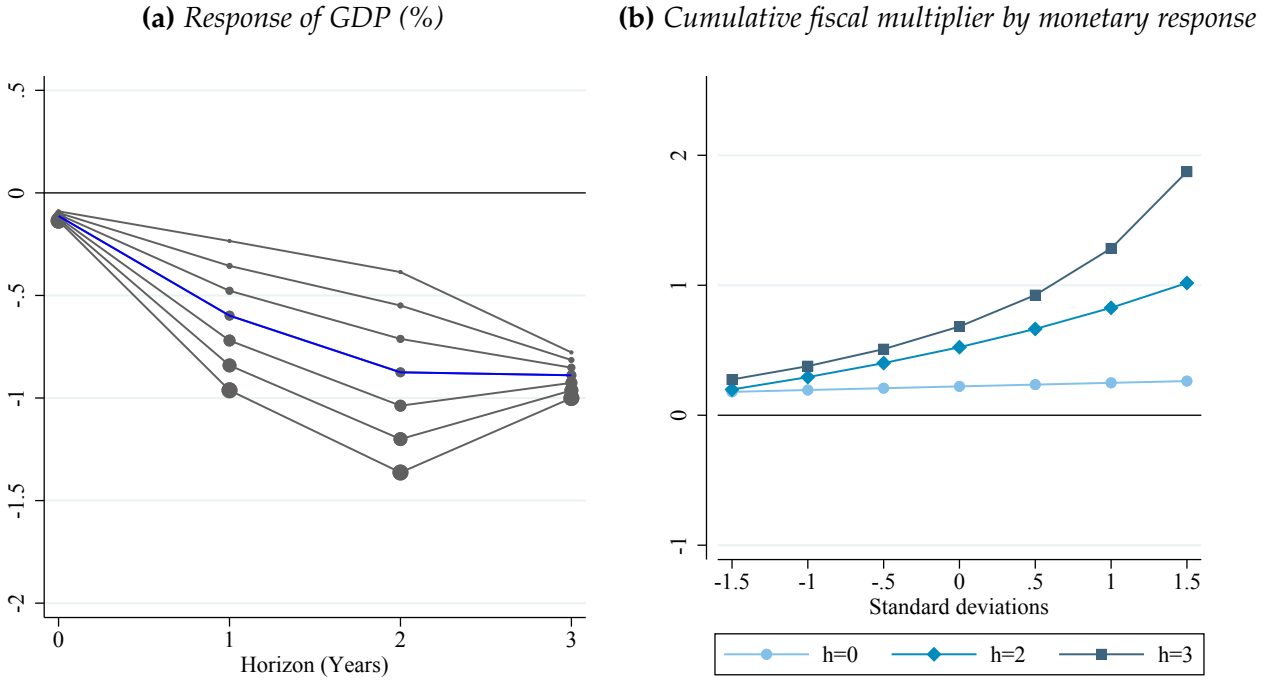 (a) Response of GDP (%)
.5
0
-.5
-1
-1.5
-2
0 1 2 3
Horizon (Years)
(b) Cumulative fiscal multiplier by monetary response
2
1
0
-1
-1.5 -1 -.5 0 .5 1 1.5
Standard deviations
h=0 h=2 h=3